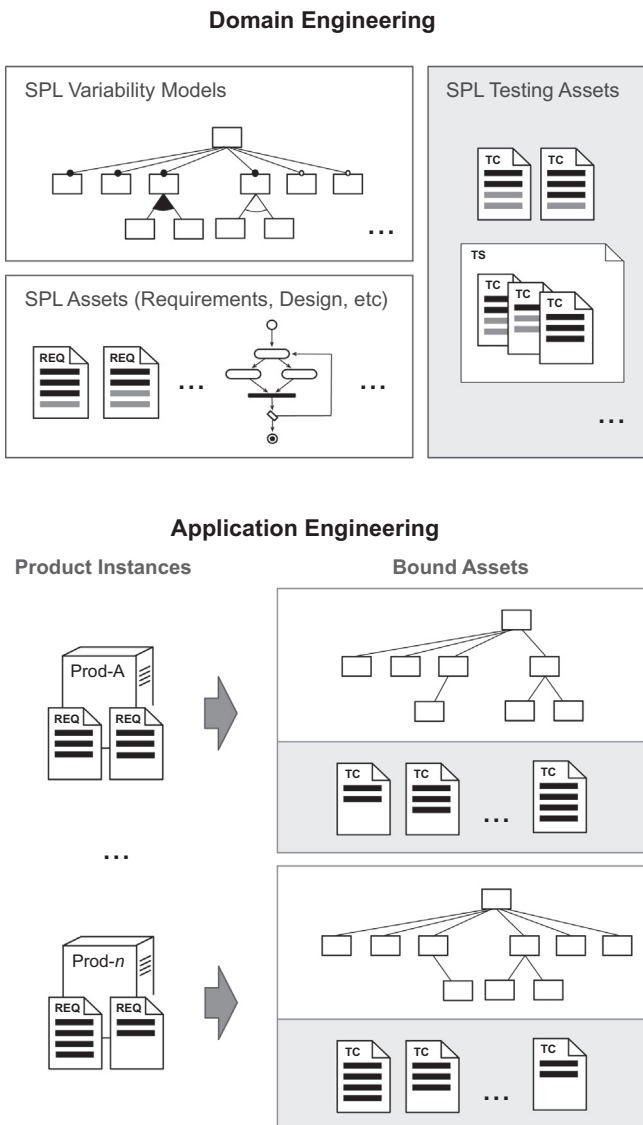 Domain Engineering
SPL Variability Models
...
SPL Testing Assets
TC TC
TS
TC
TC
TC
...
SPL Assets (Requirements, Design, etc)
REQ REQ ... ...
Application Engineering
Product Instances Bound Assets
Prod-A
REQ REQ
TC TC ... TC
...
Prod-n
REQ REQ
TC TC ... TC